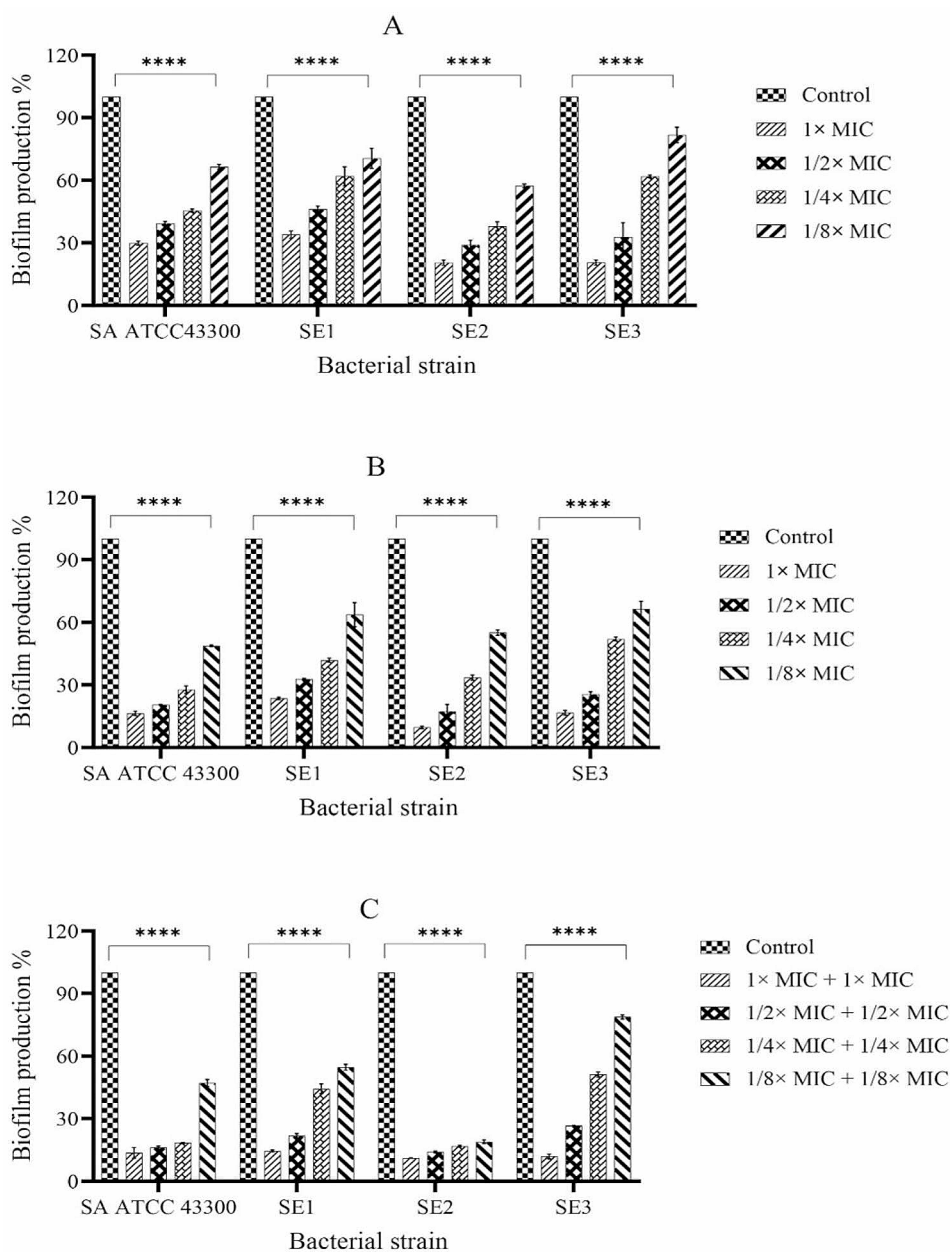 A
Biofilm production %
120
90
60
30
0
**** **** **** ****
SA ATCC43300 SE1 SE2 SE3
Bacterial strain
Control
1× MIC
1/2× MIC
1/4× MIC
1/8× MIC
B
Biofilm production %
120
90
60
30
0
**** **** **** ****
SA ATCC 43300 SE1 SE2 SE3
Bacterial strain
Control
1× MIC
1/2× MIC
1/4× MIC
1/8× MIC
C
Biofilm production %
120
90
60
30
0
**** **** **** ****
SA ATCC 43300 SE1 SE2 SE3
Bacterial strain
Control
1× MIC + 1× MIC
1/2× MIC + 1/2× MIC
1/4× MIC + 1/4× MIC
1/8× MIC + 1/8× MIC